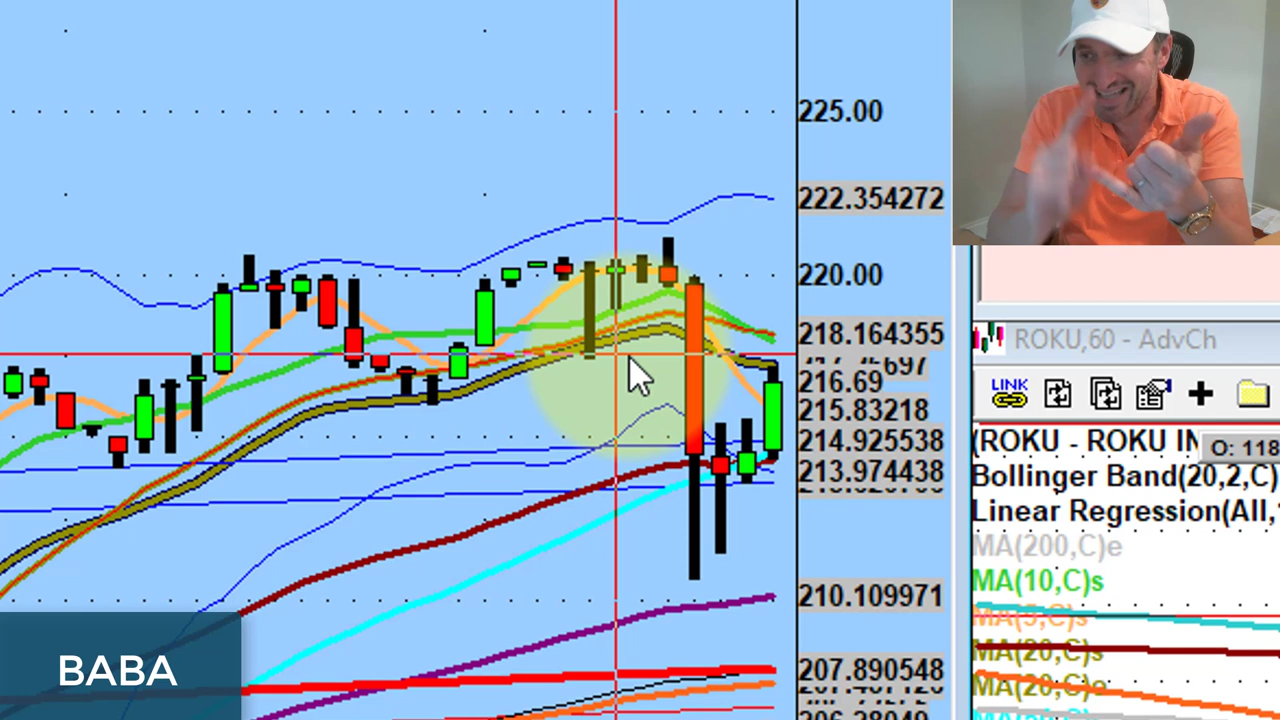 225.00
222.354272
220.00
218.164355
216.69
215.83218
214.925538
213.974438
210.109971
207.890548
BABA
ROKU,60 - AdvCh
LINK
(ROKU - ROKU IN
O: 118
Bollinger Band(20,2,C)
Linear Regression(All,
MA(200,C)e
MA(10,C)s
MA(5,C)s
MA(20,C)s
MA(20,C)e